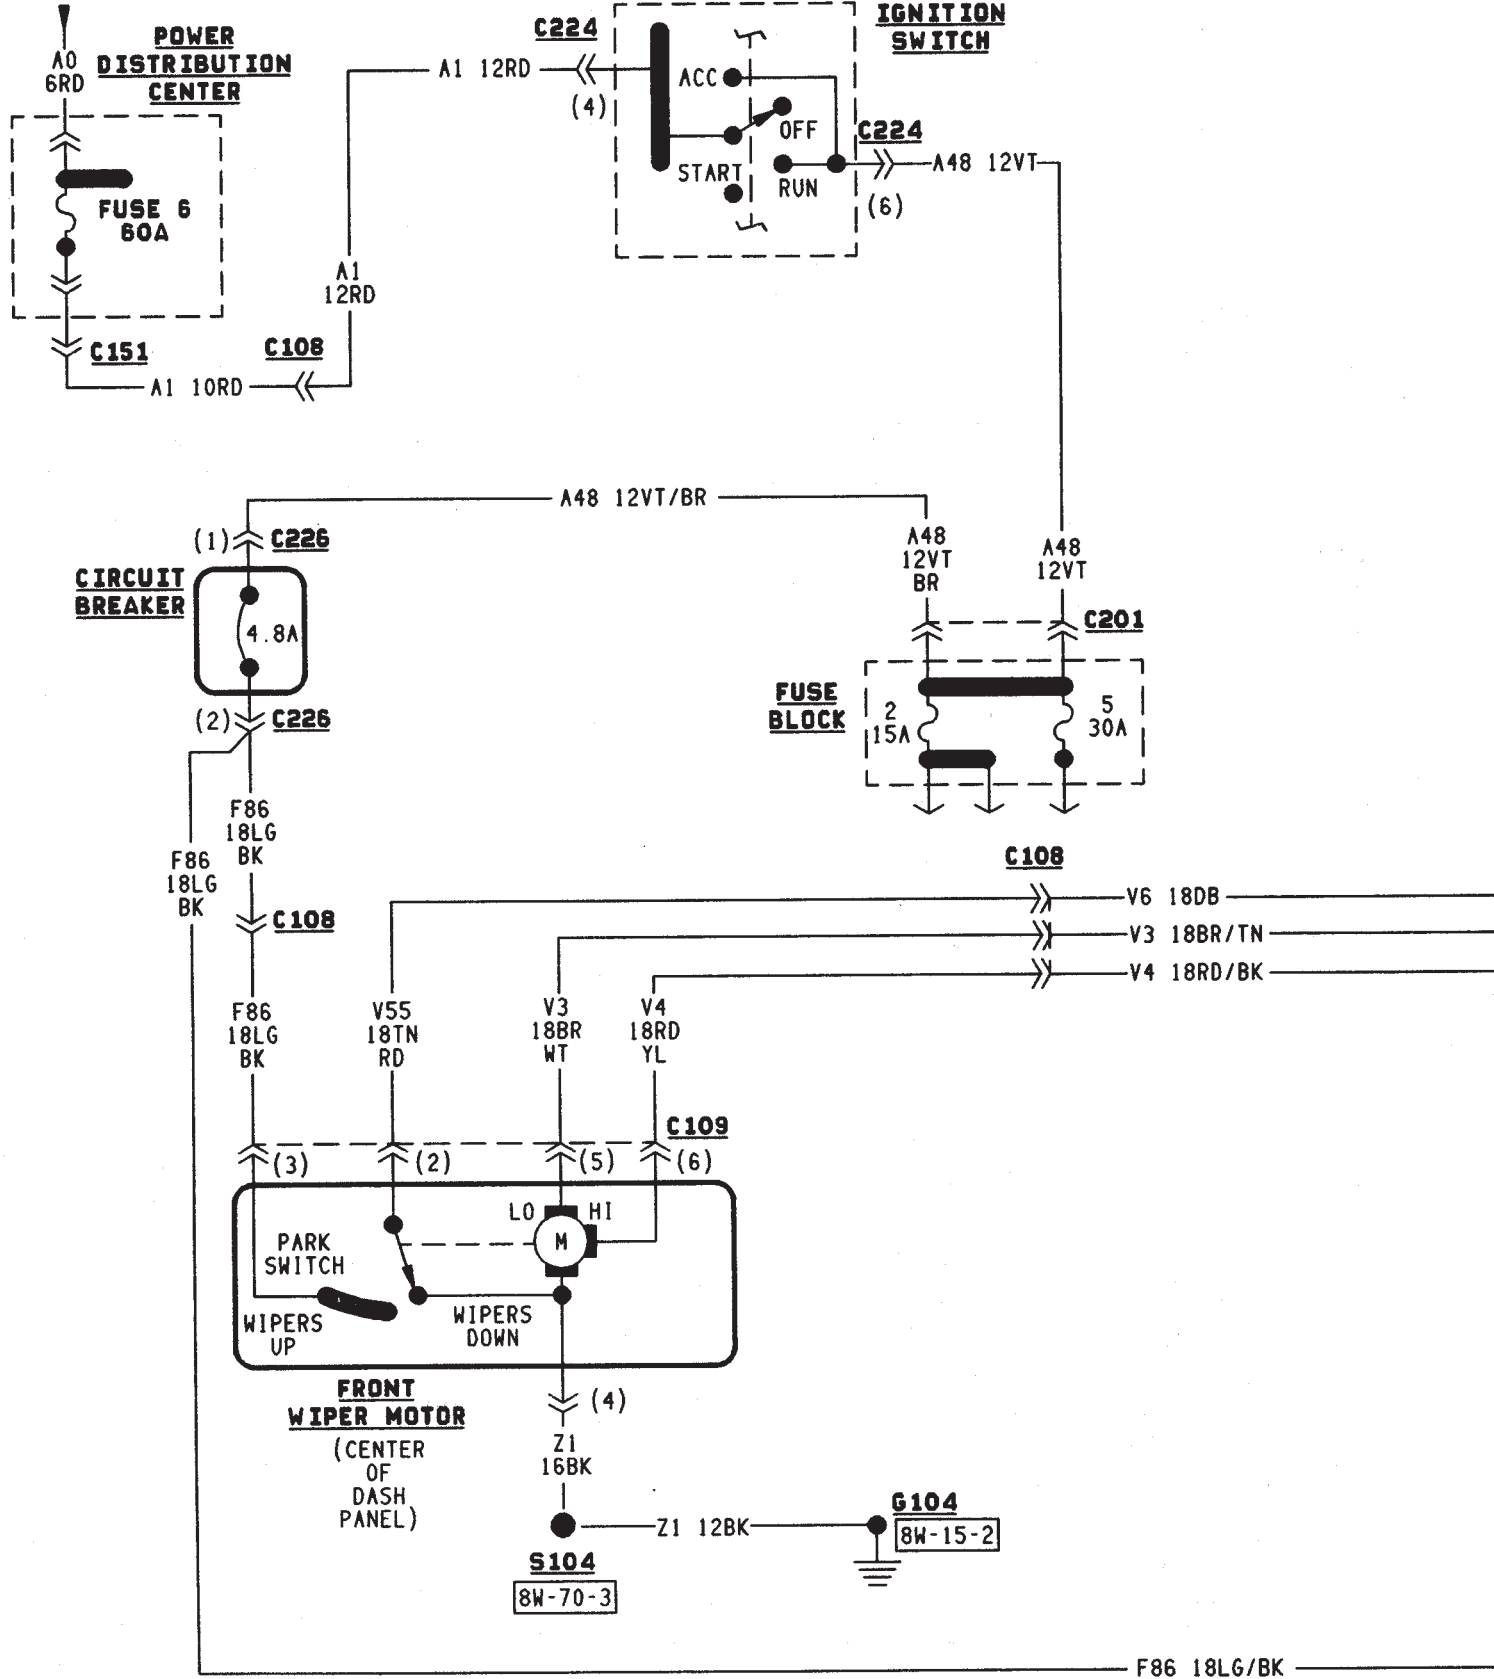 IGNITION
SWITCH
C224
POWER
DISTRIBUTION
CENTER
A0
6RD
A1 12RD
(4)
ACC
OFF
START
RUN
C224
A48 12VT
(6)
FUSE 6
60A
A1
12RD
C151
C108
A1 10RD
A48 12VT/BR
(1)
C226
CIRCUIT
BREAKER
4.8A
(2)
C226
A48
12VT
BR
A48
12VT
C201
FUSE
BLOCK
2
15A
5
30A
F86
18LG
BK
F86
18LG
BK
C108
C108
V6 18DB
V3 18BR/TN
V4 18RD/BK
F86
18LG
BK
V55
18TN
RD
V3
18BR
WT
V4
18RD
YL
C109
(3)
(2)
(5)
(6)
LO
HI
M
PARK
SWITCH
WIPERS
UP
WIPERS
DOWN
FRONT
WIPER MOTOR
(CENTER
OF
DASH
PANEL)
(4)
Z1
16BK
Z1 12BK
G104
8W-15-2
S104
8W-70-3
F86 18LG/BK